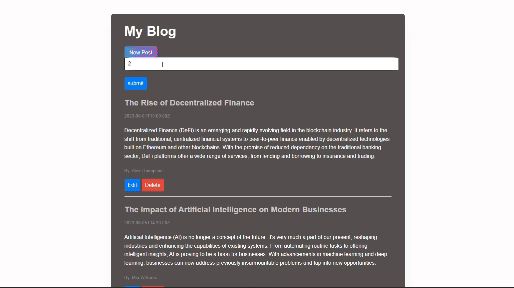 My Blog
New Post
2
submit
The Rise of Decentralized Finance
Decentralized Finance (DeFi) is an emerging and rapidly evolving field in the blockchain industry. It refers to the
shift from traditional, centralized financial systems to peer-to-peer finance enabled by decentralized technologies
built on Ethereum and other blockchains. With the promise of reduced dependency on the traditional banking
sector, DeFi platforms offer a wide range of services, from lending and borrowing to insurance and trading.
By:
Edit Delete
The Impact of Artificial Intelligence on Modern Businesses
Artificial Intelligence (AI) is no longer a concept of the future. It's very much a part of our present, reshaping
industries and enhancing the capabilities of existing systems. From automating routine tasks to offering
intelligent insights, AI is proving to be a boon for businesses. With advancements in machine learning and deep
learning, businesses can now address previously insurmountable problems and tap into new opportunities.
By: